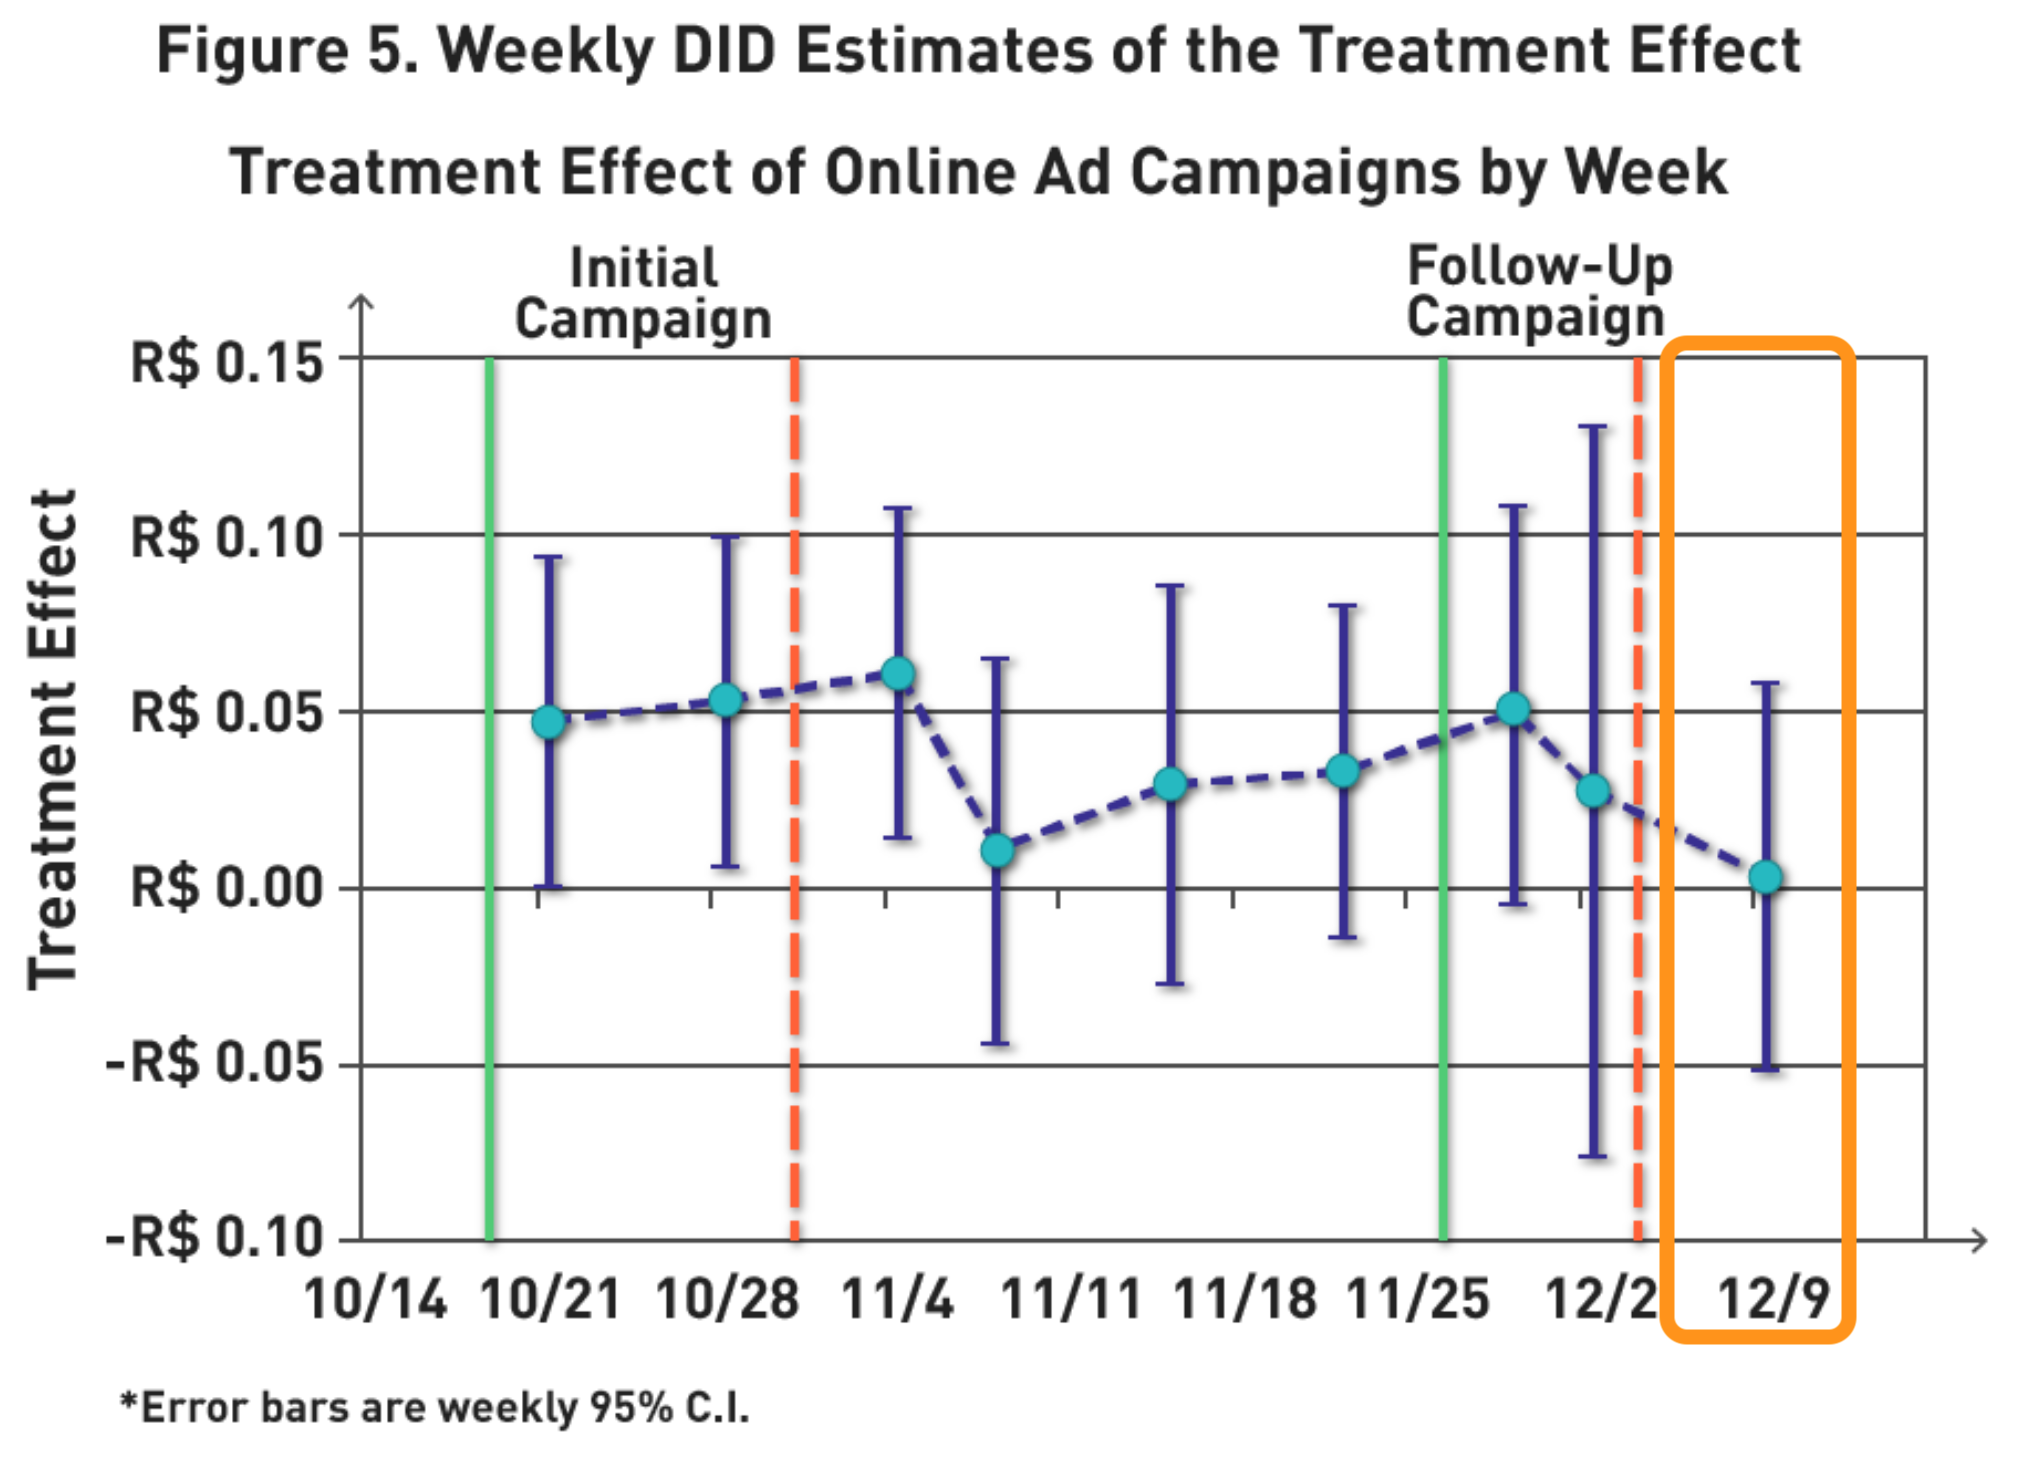 Figure 5. Weekly DID Estimates of the Treatment Effect
Treatment Effect of Online Ad Campaigns by Week
Initial
Campaign
Follow-Up
Campaign
Treatment Effect
R$ 0.15
R$ 0.10
R$ 0.05
R$ 0.00
-R$ 0.05
-R$ 0.10
10/14 10/21 10/28 11/4 11/11 11/18 11/25 12/2 12/9
*Error bars are weekly 95% C.I.